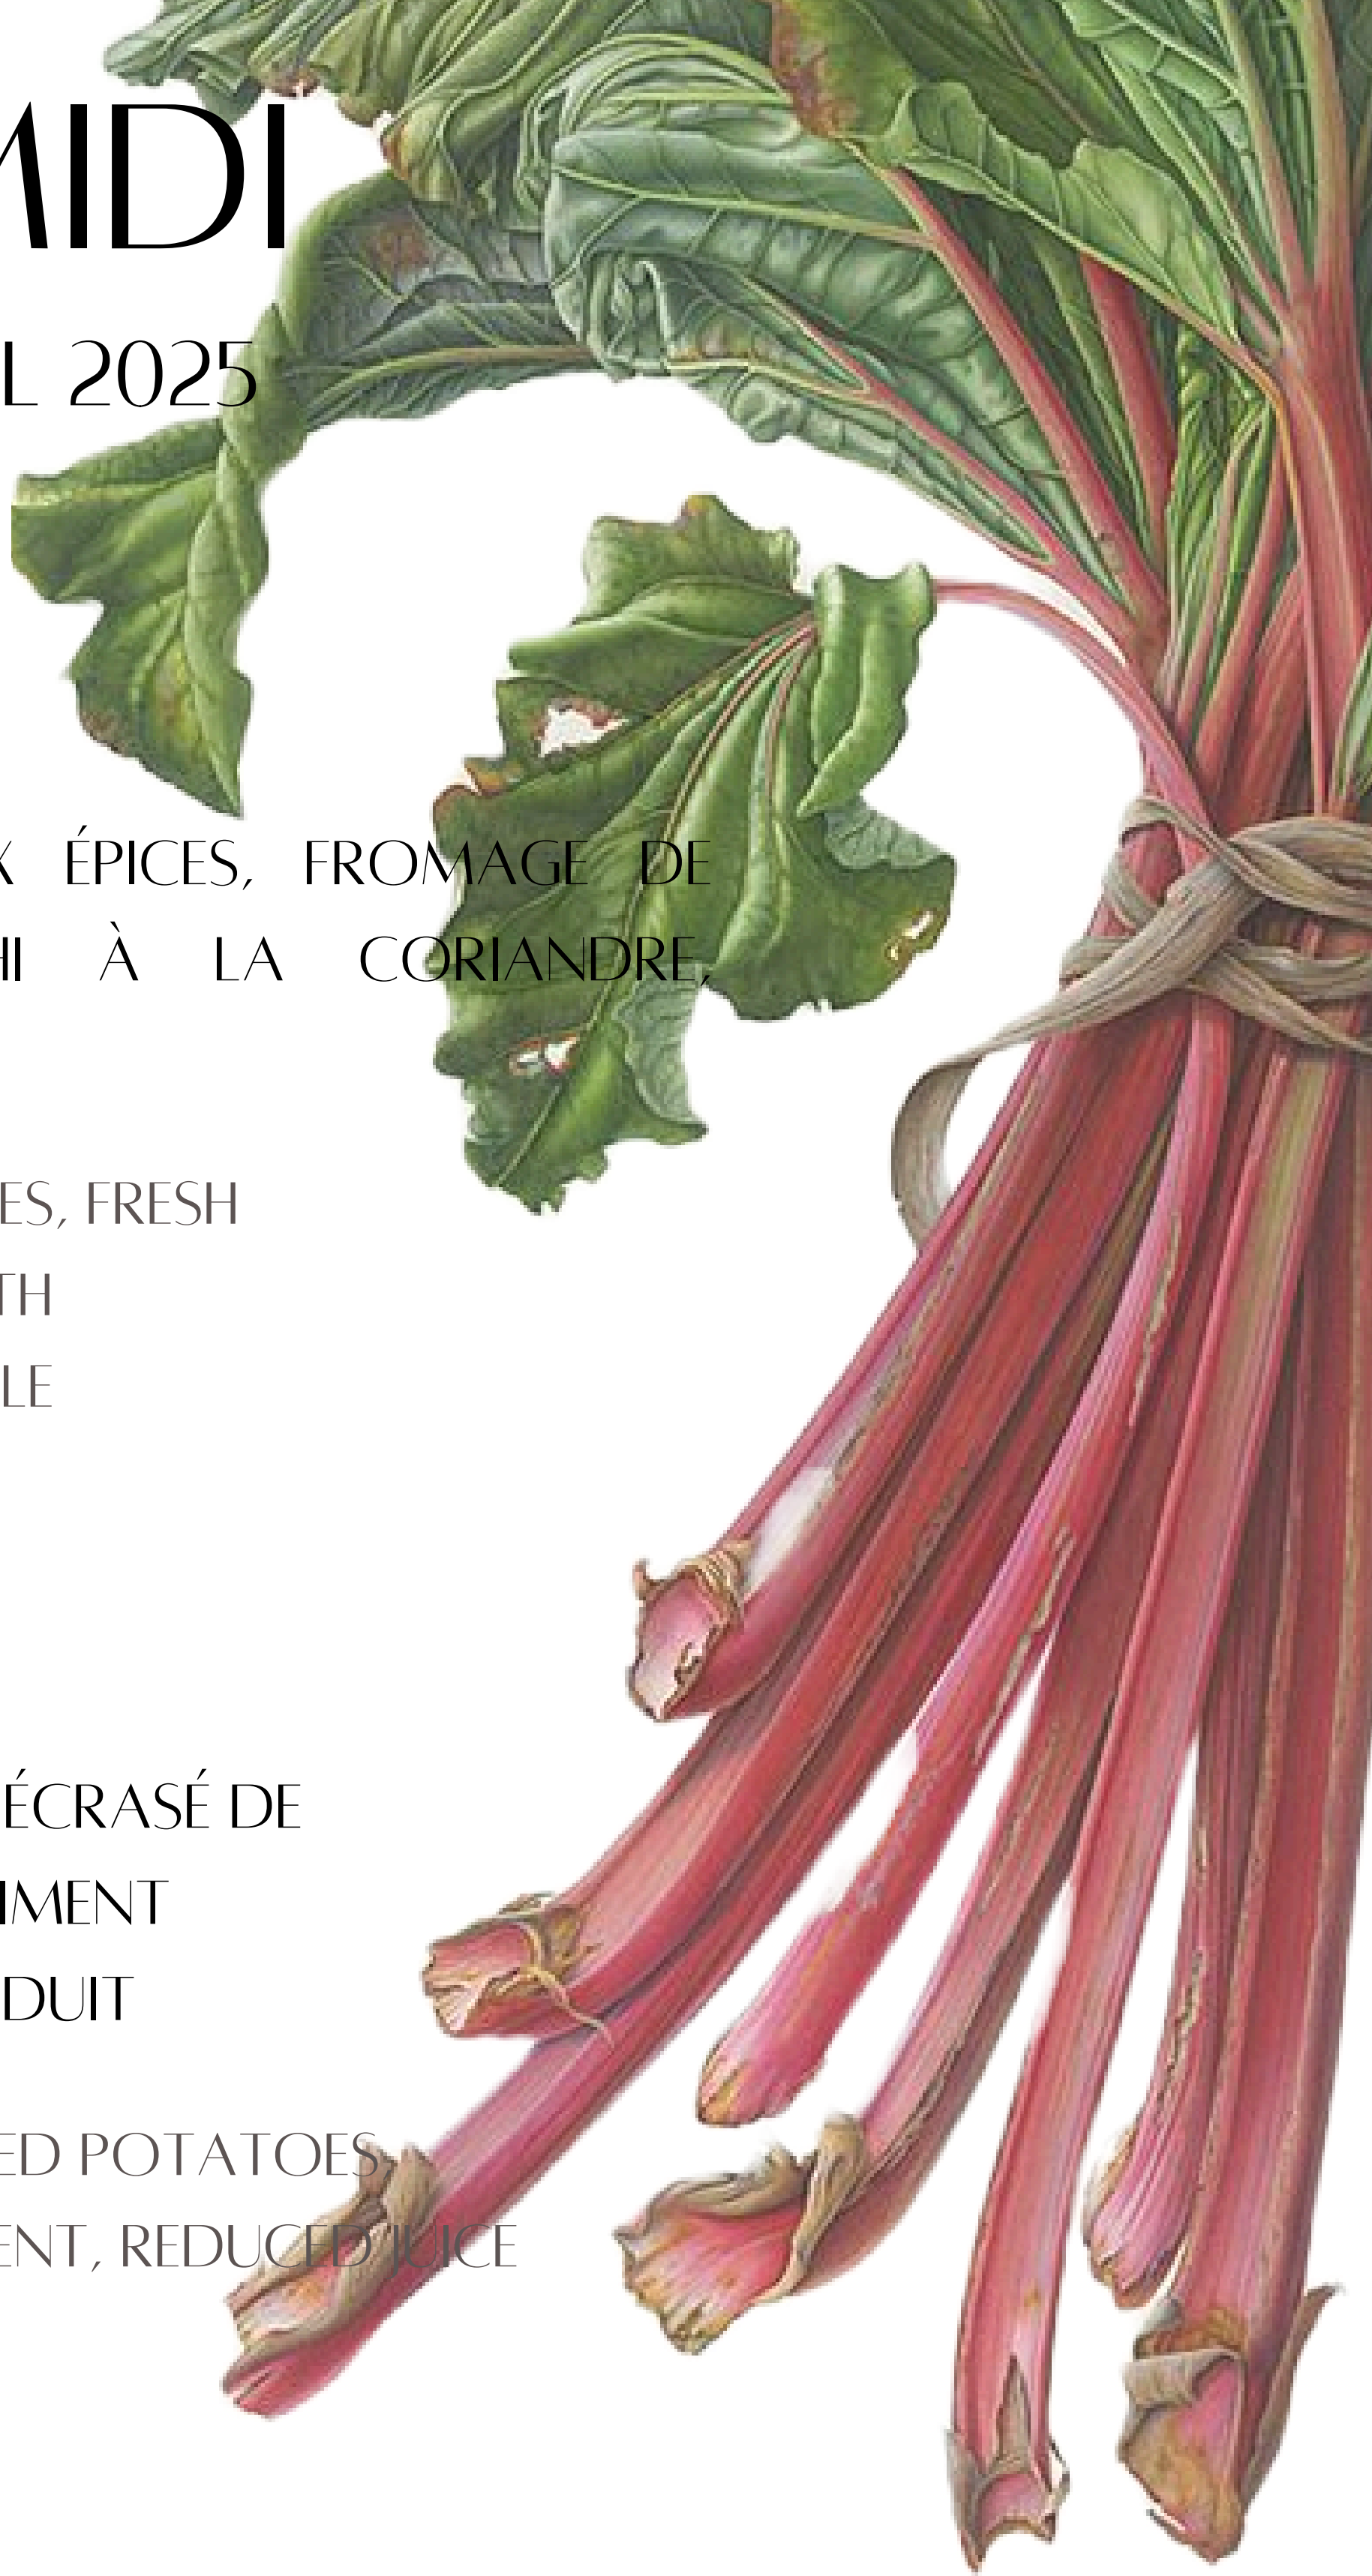 MIDI
L 2025
X ÉPICES, FROMAGE DE
HI À LA CORIANDRE,
ES, FRESH
TH
LE
ÉCRASÉ DE
IMENT
DUIT
ED POTATOES,
ENT, REDUCED JUICE